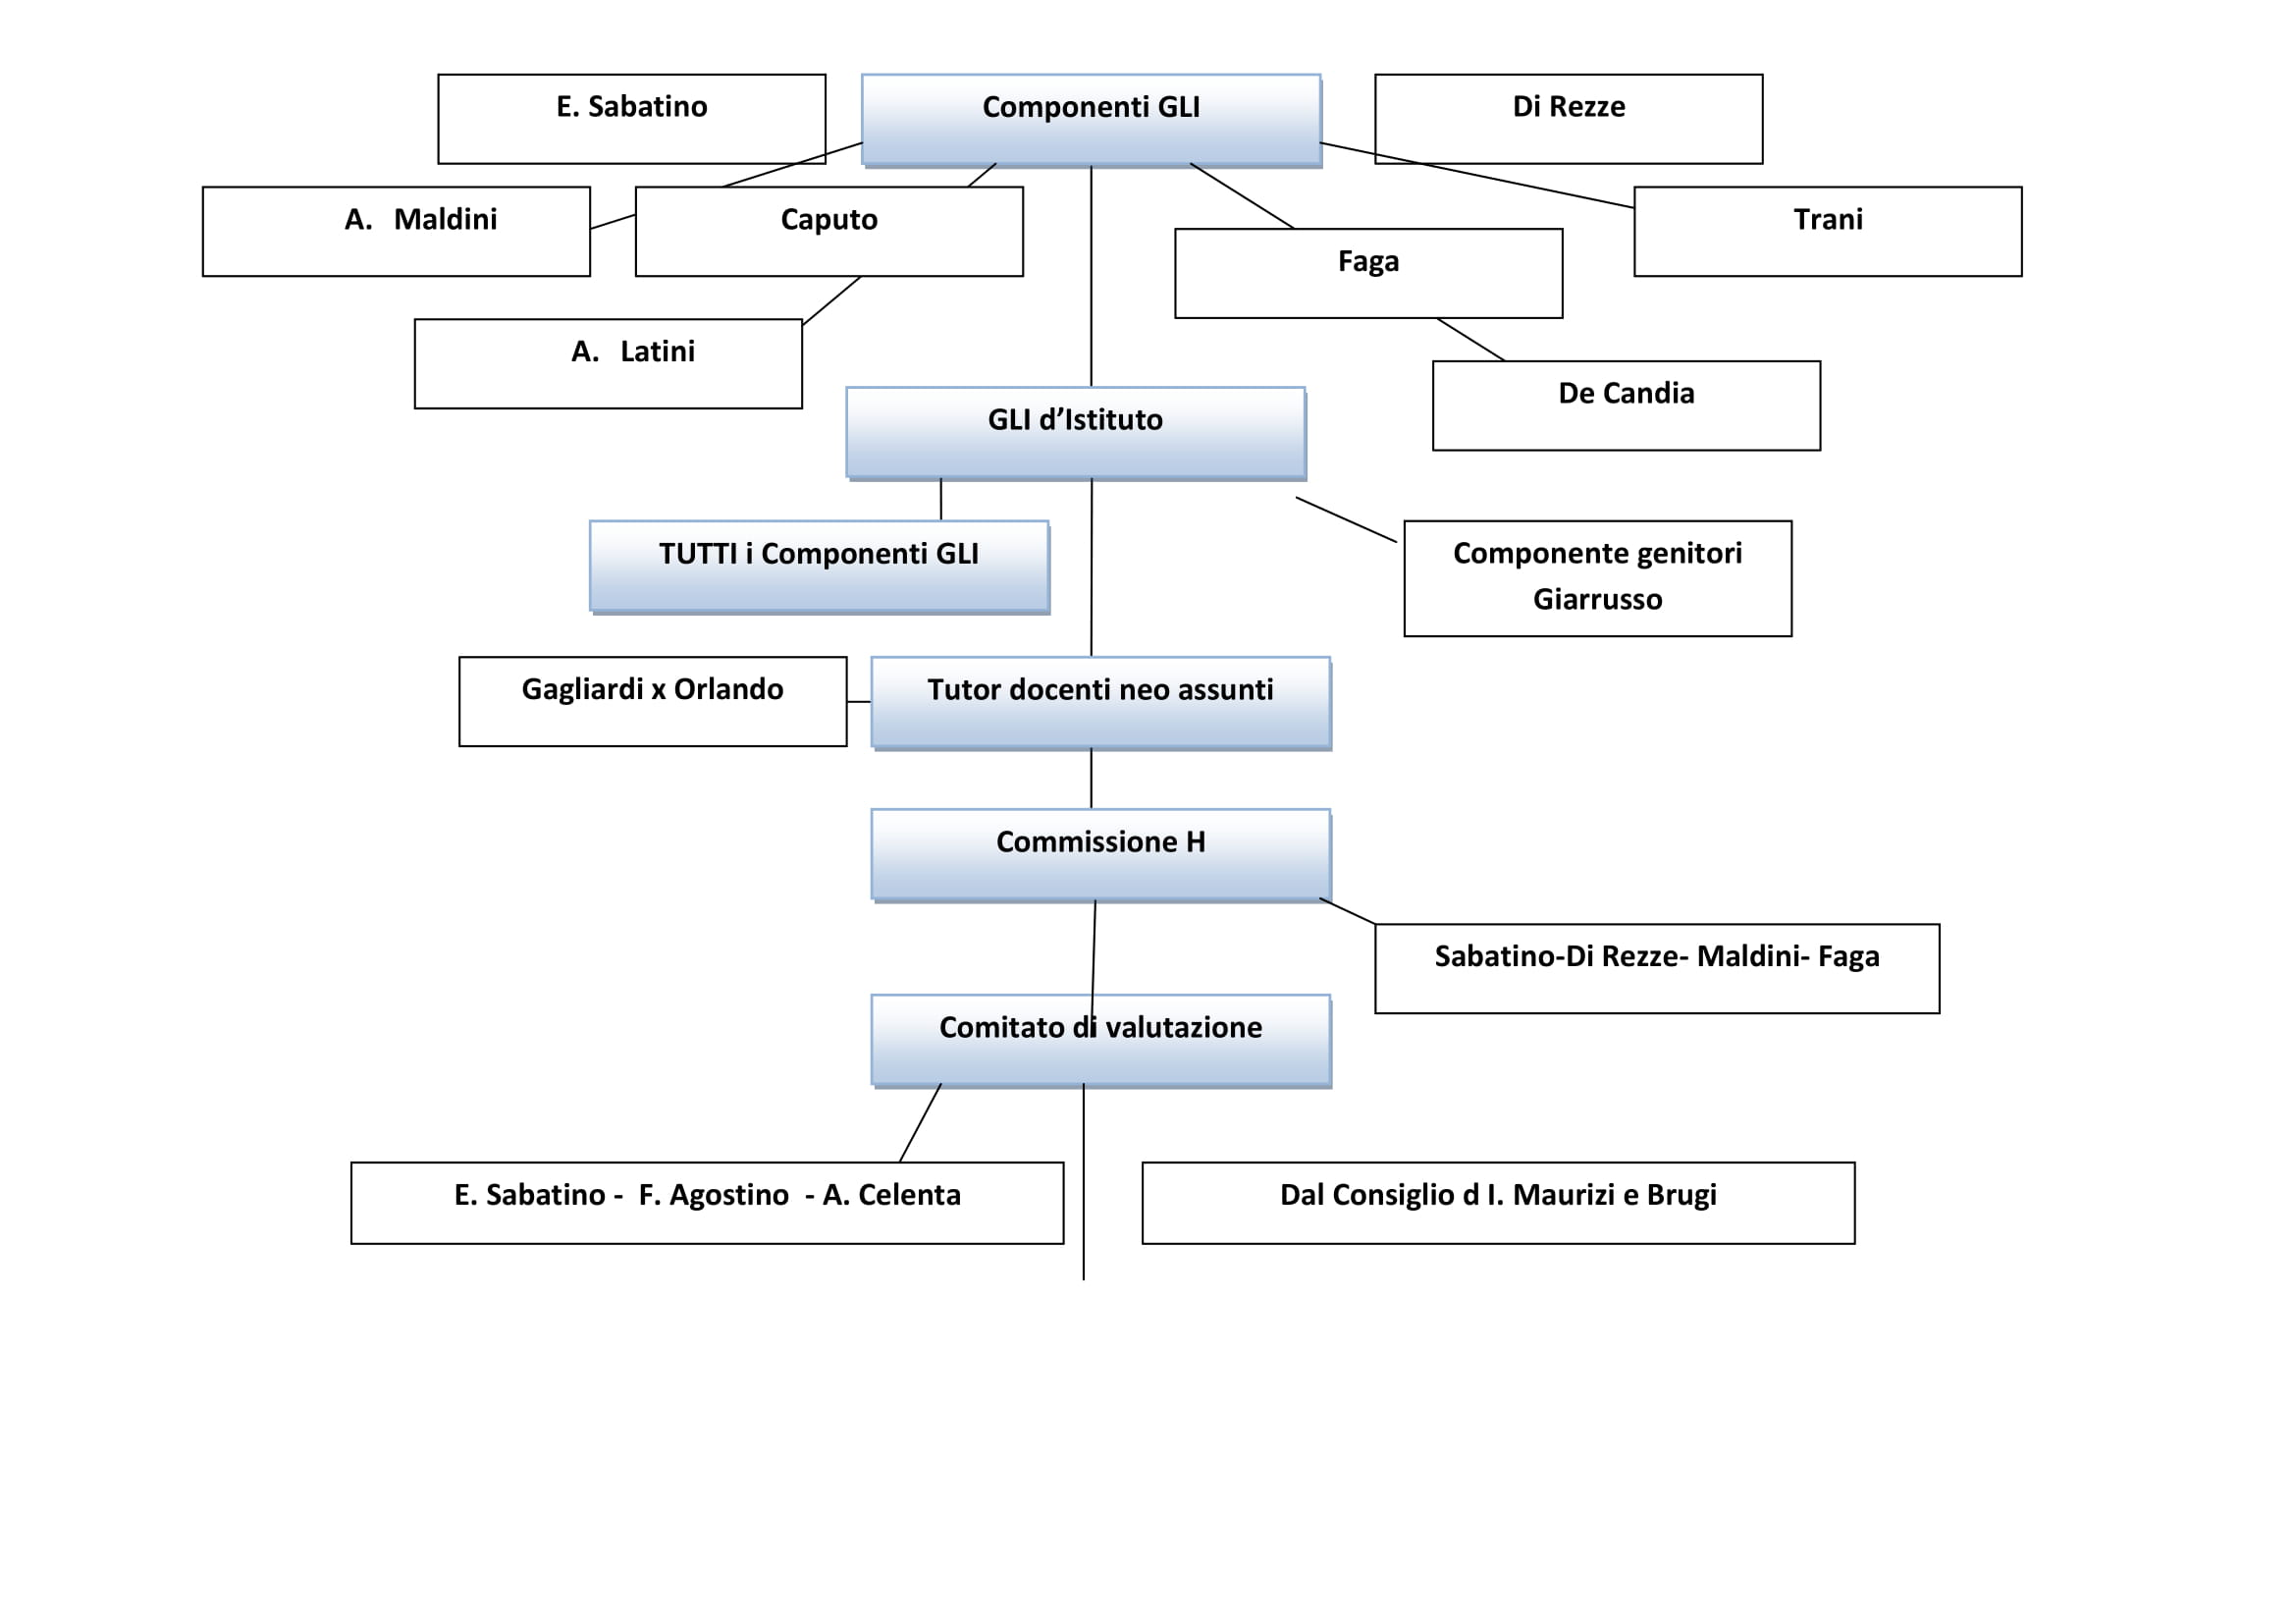 E. Sabatino
Componenti GLI
Di Rezze
A. Maldini
Caputo
Trani
Faga
A. Latini
De Candia
GLI d’Istituto
TUTTI i Componenti GLI
Componente genitori
Giarrusso
Gagliardi x Orlando
Tutor docenti neo assunti
Commissione H
Sabatino-Di Rezze- Maldini- Faga
Comitato di valutazione
E. Sabatino - F. Agostino - A. Celenta
Dal Consiglio d I. Maurizi e Brugi